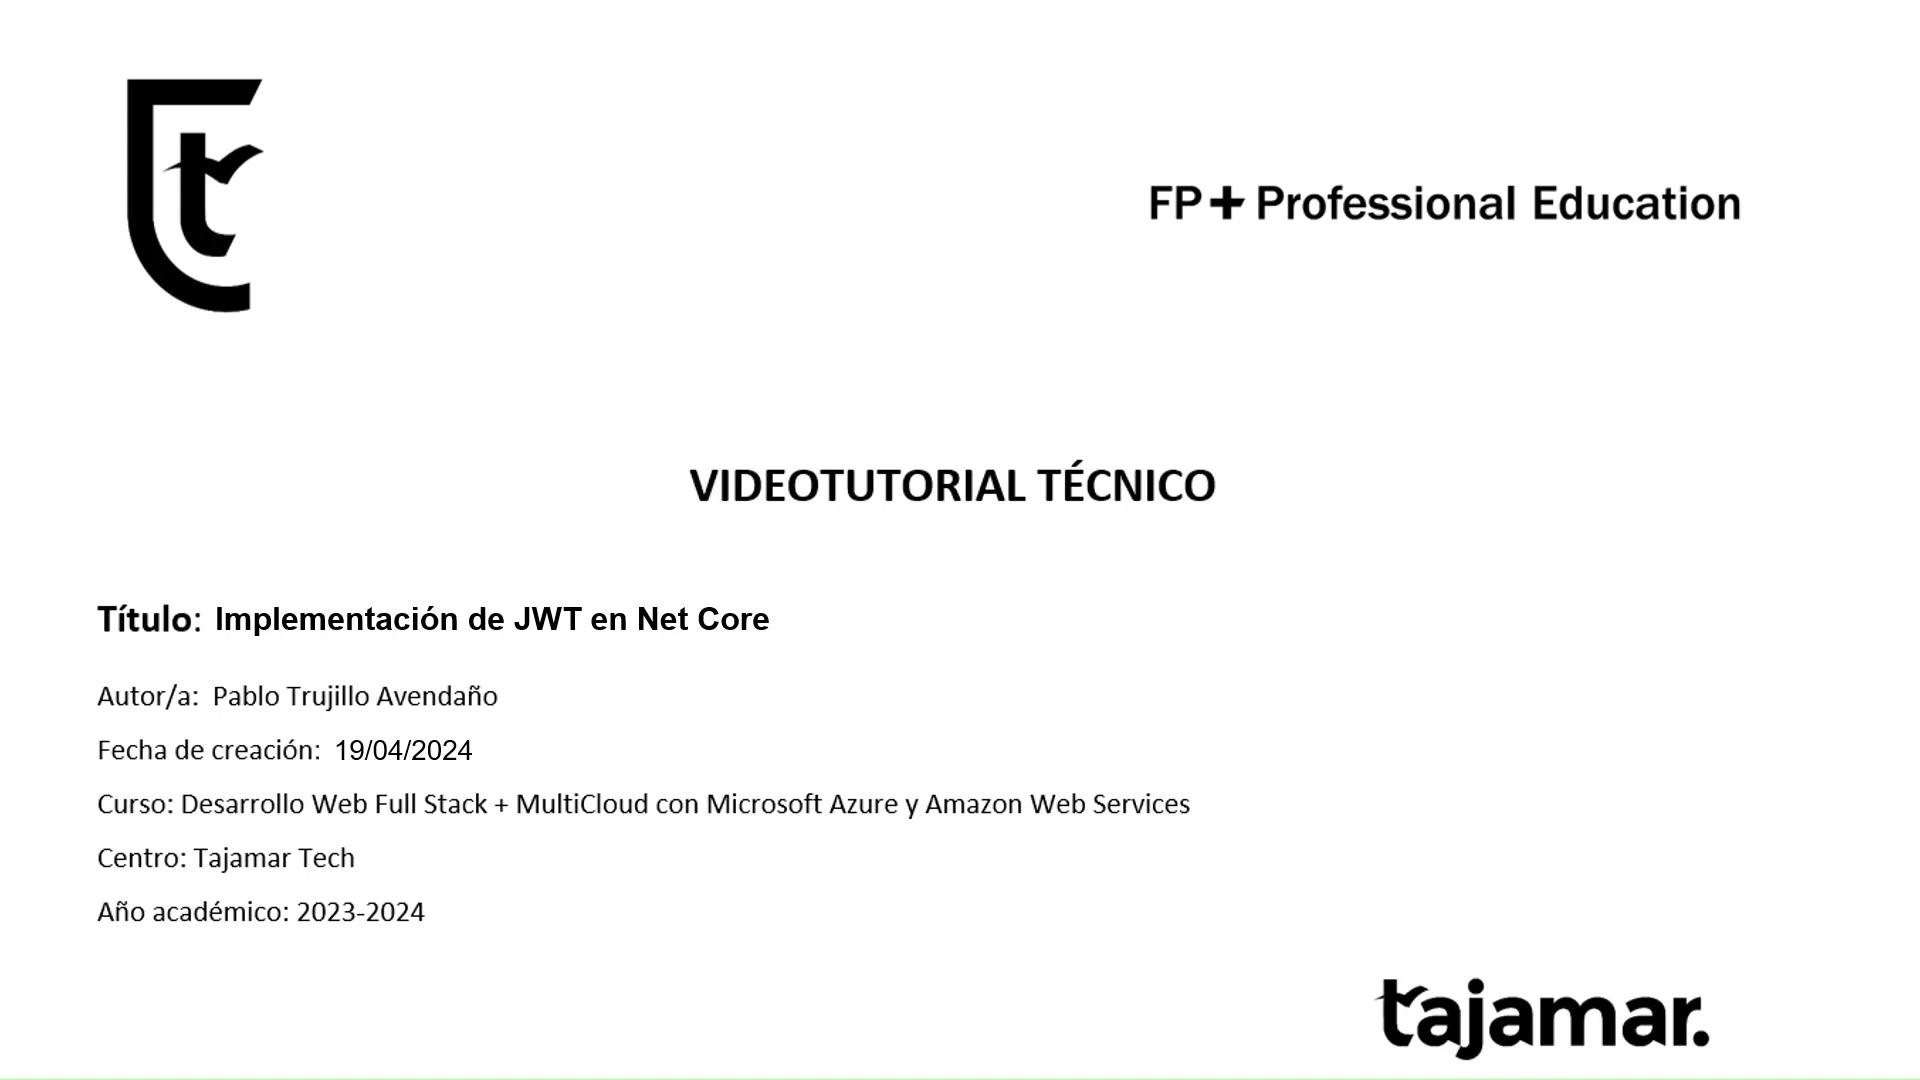 FP+ Professional Education
VIDEOTUTORIAL TÉCNICO
Título: Implementación de JWT en Net Core
Autor/a: Pablo Trujillo Avendaño
Fecha de creación: 19/04/2024
Curso: Desarrollo Web Full Stack + MultiCloud con Microsoft Azure y Amazon Web Services
Centro: Tajamar Tech
Año académico: 2023-2024
tajamar.